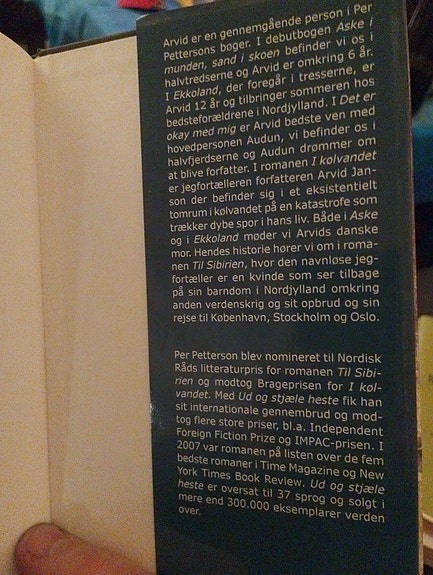 Arvid er en gennemgående person i Per
Pettersons bøger. I debutbogen Aske i
munden, sand i skoen befinder vi os i
halvtredserne og Arvid er omkring 6 år.
I Ekkoland, der foregår i tresserne, er
Arvid 12 år og tilbringer sommeren hos
bedsteforældrene i Nordjylland. I Det er
okay med mig er Arvid bedste ven med
hovedpersonen Audun, vi befinder os i
halvfjerdserne og Audun drømmer om
at blive forfatter. I romanen I kølvandet
er jegfortælleren forfatteren Arvid Jan-
son der befinder sig i et eksistentielt
tomrum i kølvandet på en katastrofe som
trækker dybe spor i hans liv. Både i Aske
og i Ekkoland møder vi Arvids danske
mor. Hendes historie hører vi om i roma-
nen Til Sibirien, hvor den navnløse jeg-
fortæller er en kvinde som ser tilbage
på sin barndom i Nordjylland omkring
anden verdenskrig og sit opbrud og sin
rejse til København, Stockholm og Oslo.
Per Petterson blev nomineret til Nordisk
Råds litteraturpris for romanen Til Sibi-
rien og modtog Brageprisen for I køl-
vandet. Med Ud og stjæle heste fik han
sit internationale gennembrud og mod-
tog flere store priser, bl.a. Independent
Foreign Fiction Prize og IMPAC-prisen. I
2007 var romanen på listen over de fem
bedste romaner i Time Magazine og New
York Times Book Review. Ud og stjæle
heste er oversat til 37 sprog og solgt i
mere end 300.000 eksemplarer verden
over.